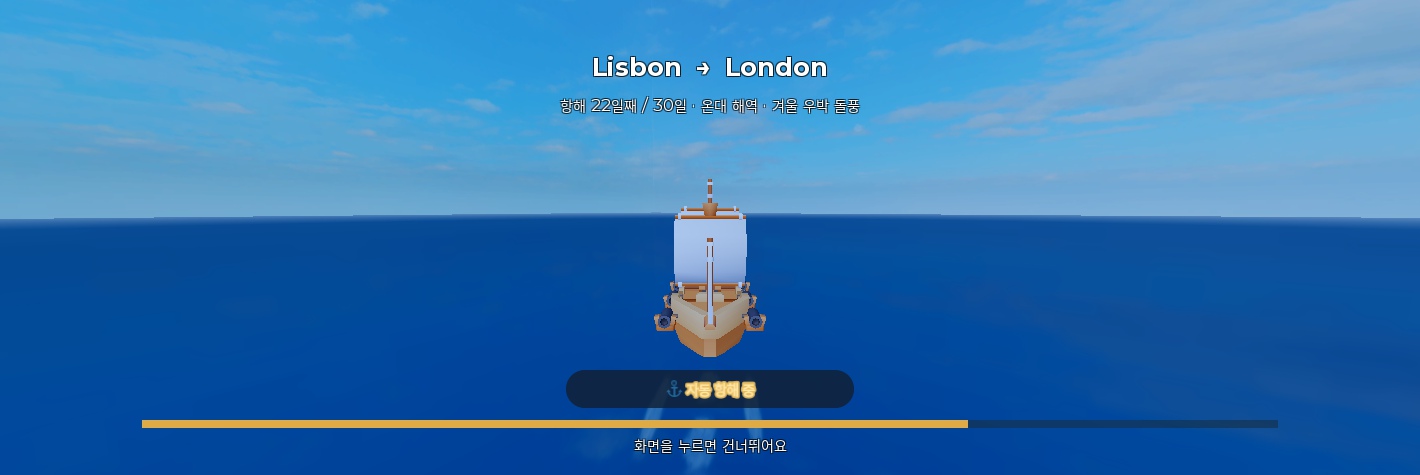 Lisbon → London
항해 22일째 / 30일 · 온대 해역 · 겨울 우박 돌풍
⚓ 자동 항해 중
화면을 누르면 건너뛰어요